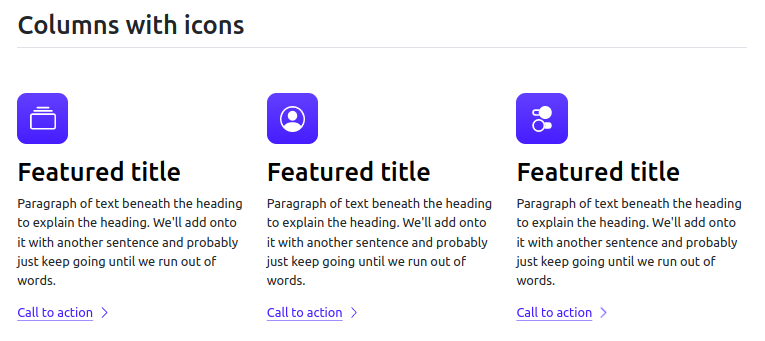 Columns with icons
Featured title
Paragraph of text beneath the heading
to explain the heading. We'll add onto
it with another sentence and probably
just keep going until we run out of
words.
Call to action
Featured title
Paragraph of text beneath the heading
to explain the heading. We'll add onto
it with another sentence and probably
just keep going until we run out of
words.
Call to action
Featured title
Paragraph of text beneath the heading
to explain the heading. We'll add onto
it with another sentence and probably
just keep going until we run out of
words.
Call to action